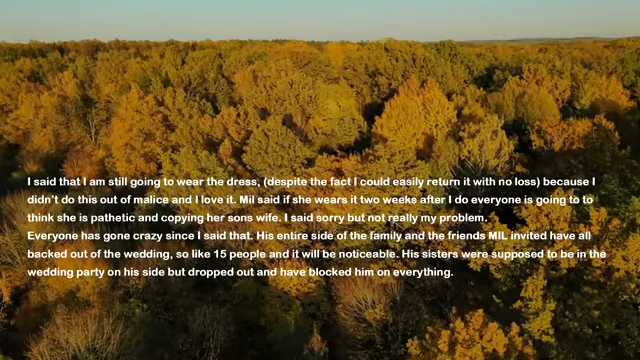 I said that I am still going to wear the dress, (despite the fact I could easily return it with no loss) because I
didn't do this out of malice and I love it. Mil said if she wears it two weeks after I do everyone is going to to
think she is pathetic and copying her sons wife. I said sorry but not really my problem.
Everyone has gone crazy since I said that. His entire side of the family and the friends MIL invited have all
backed out of the wedding, so like 15 people and it will be noticeable. His sisters were supposed to be in the
wedding party on his side but dropped out and have blocked him on everything.